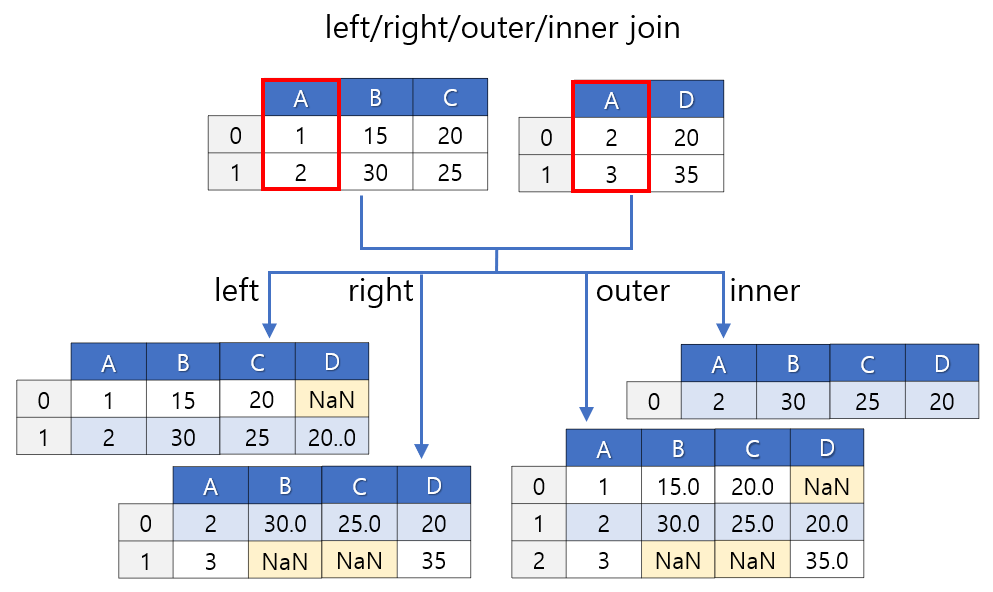 left/right/outer/inner join
A B C
0 1 15 20
1 2 30 25
A D
0 2 20
1 3 35
left
right
outer
inner
A B C D
0 1 15 20 NaN
1 2 30 25 20..0
A B C D
0 2 30.0 25.0 20
1 3 NaN NaN 35
A B C D
0 1 15.0 20.0 NaN
1 2 30.0 25.0 20.0
2 3 NaN NaN 35.0
A B C D
0 2 30 25 20